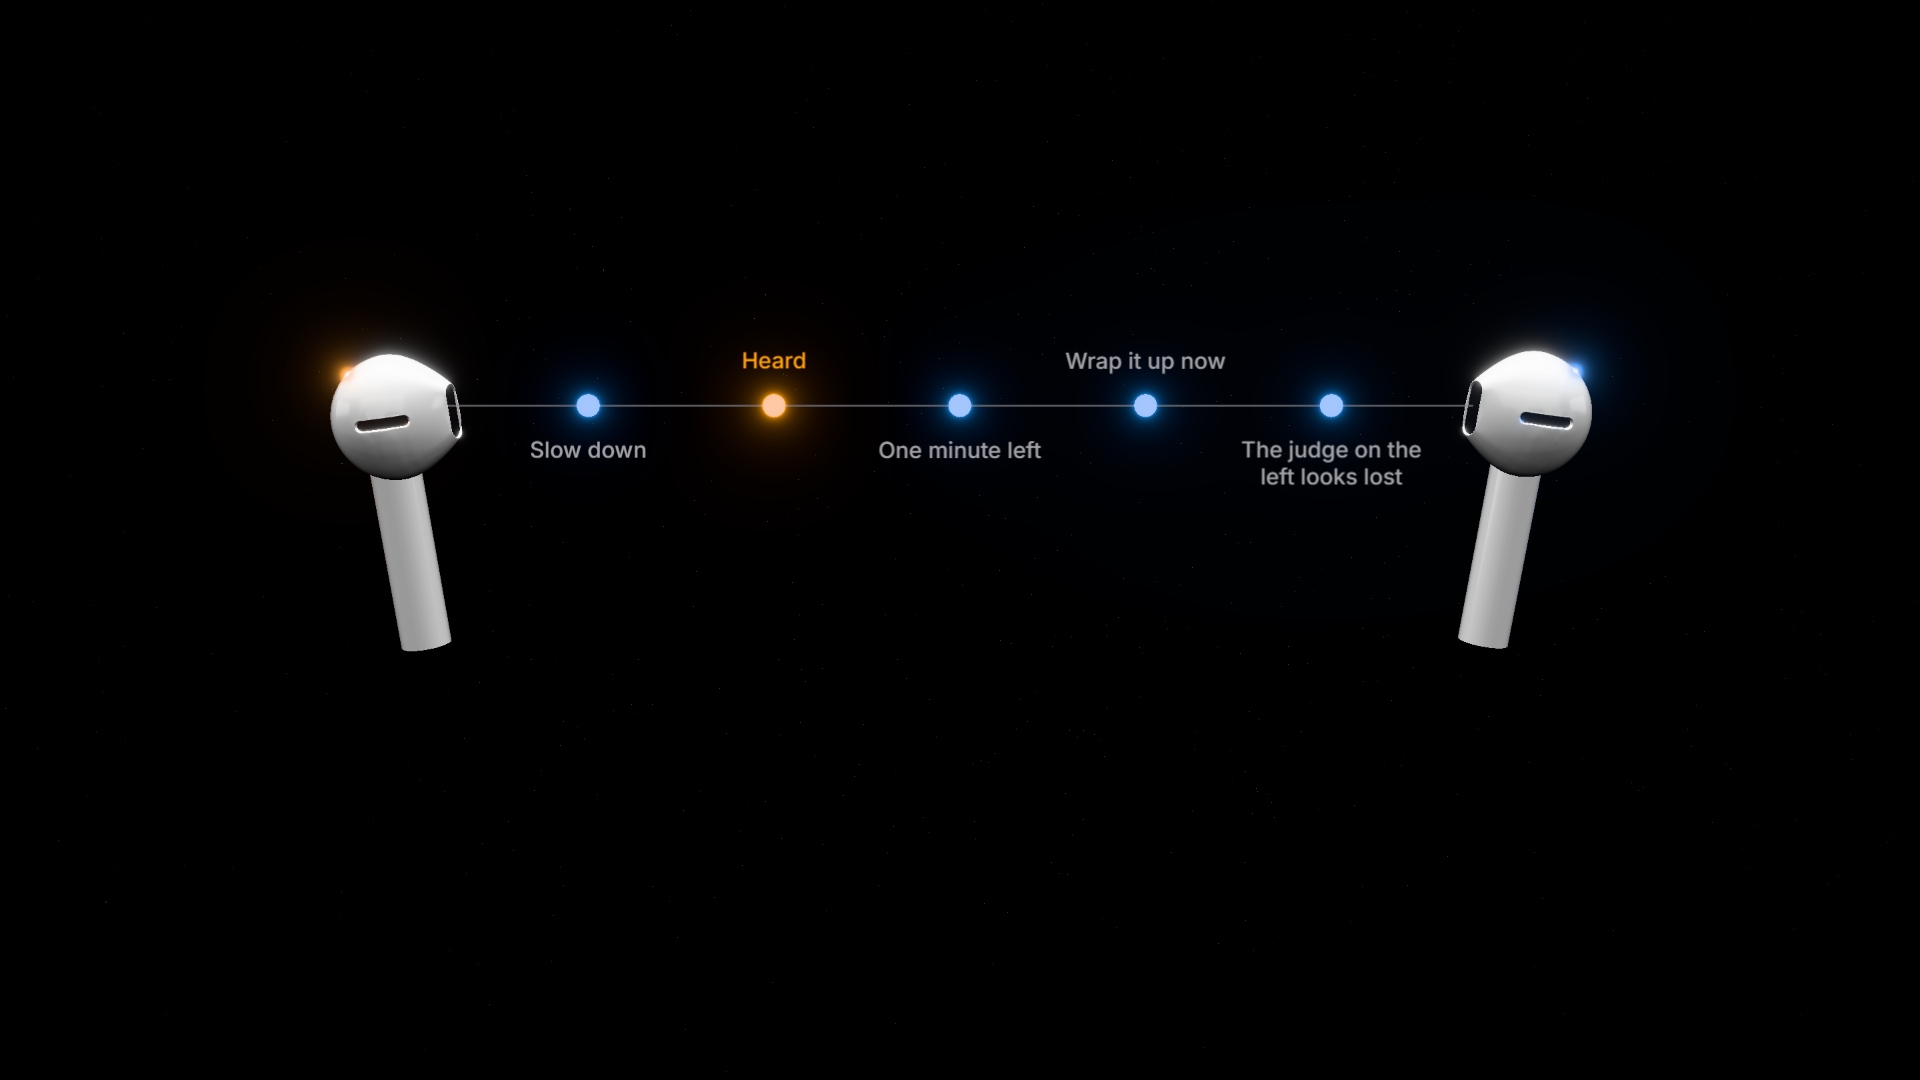 Heard
Wrap it up now
Slow down
One minute left
The judge on the
left looks lost